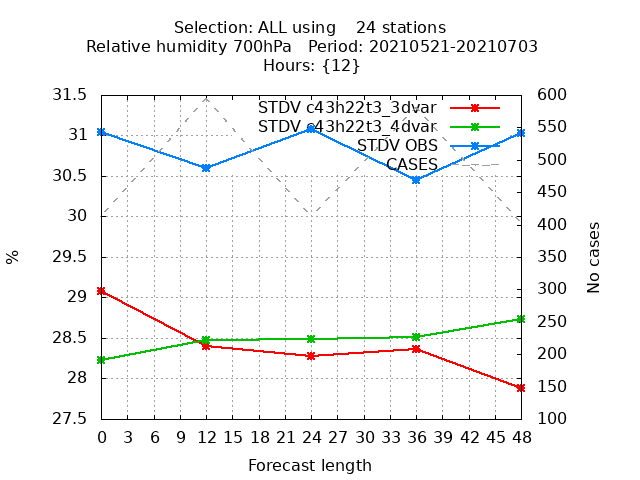 Selection: ALL using    24 stations
Relative humidity 700hPa   Period: 20210521-20210703
Hours: {12}
STDV c43h22t3_3dvar
STDV c43h22t3_4dvar
STDV OBS
CASES
31.5
31
30.5
30
29.5
29
28.5
28
27.5
%
600
550
500
450
400
350
300
250
200
150
100
No cases
0 3 6 9 12 15 18 21 24 27 30 33 36 39 42 45 48
Forecast length